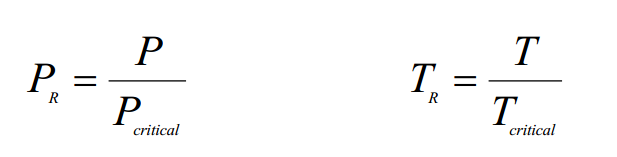 P_R = P / P_critical
T_R = T / T_critical